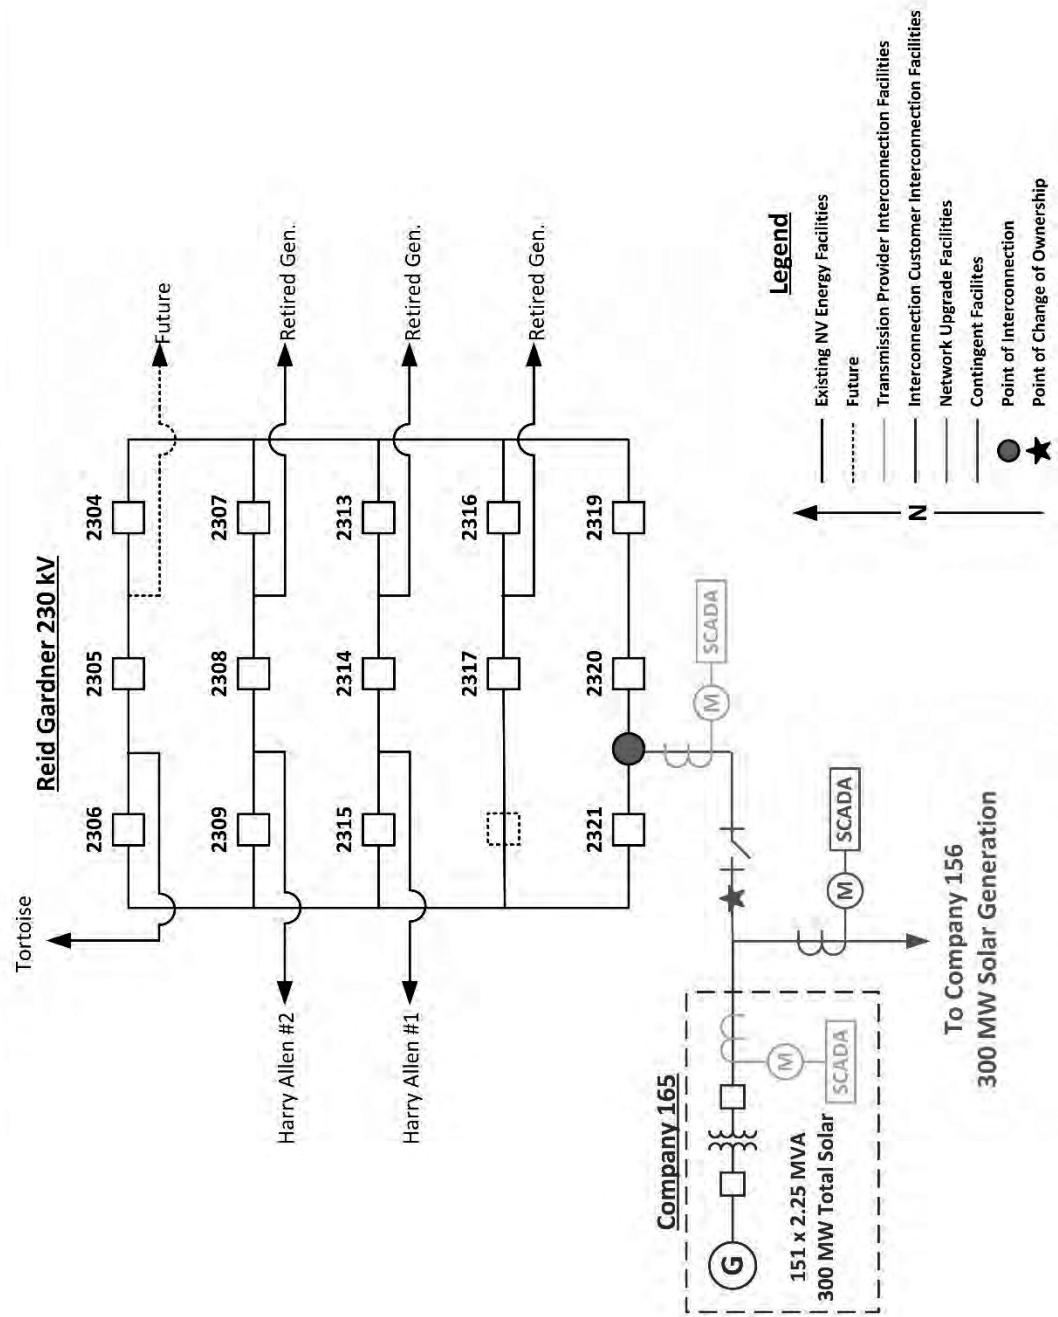 Reid Gardner 230 kV
Tortoise
2306
2305
2304
Future
2309
2308
2307
Retired Gen.
Harry Allen #2
2315
2314
2313
Retired Gen.
Harry Allen #1
2317
2316
Retired Gen.
2321
2320
2319
M
SCADA
Company 165
G
151 x 2.25 MVA
300 MW Total Solar
M
SCADA
M
SCADA
To Company 156
300 MW Solar Generation
N
Legend
Existing NV Energy Facilities
Future
Transmission Provider Interconnection Facilities
Interconnection Customer Interconnection Facilities
Network Upgrade Facilities
Contingent Facilites
Point of Interconnection
Point of Change of Ownership